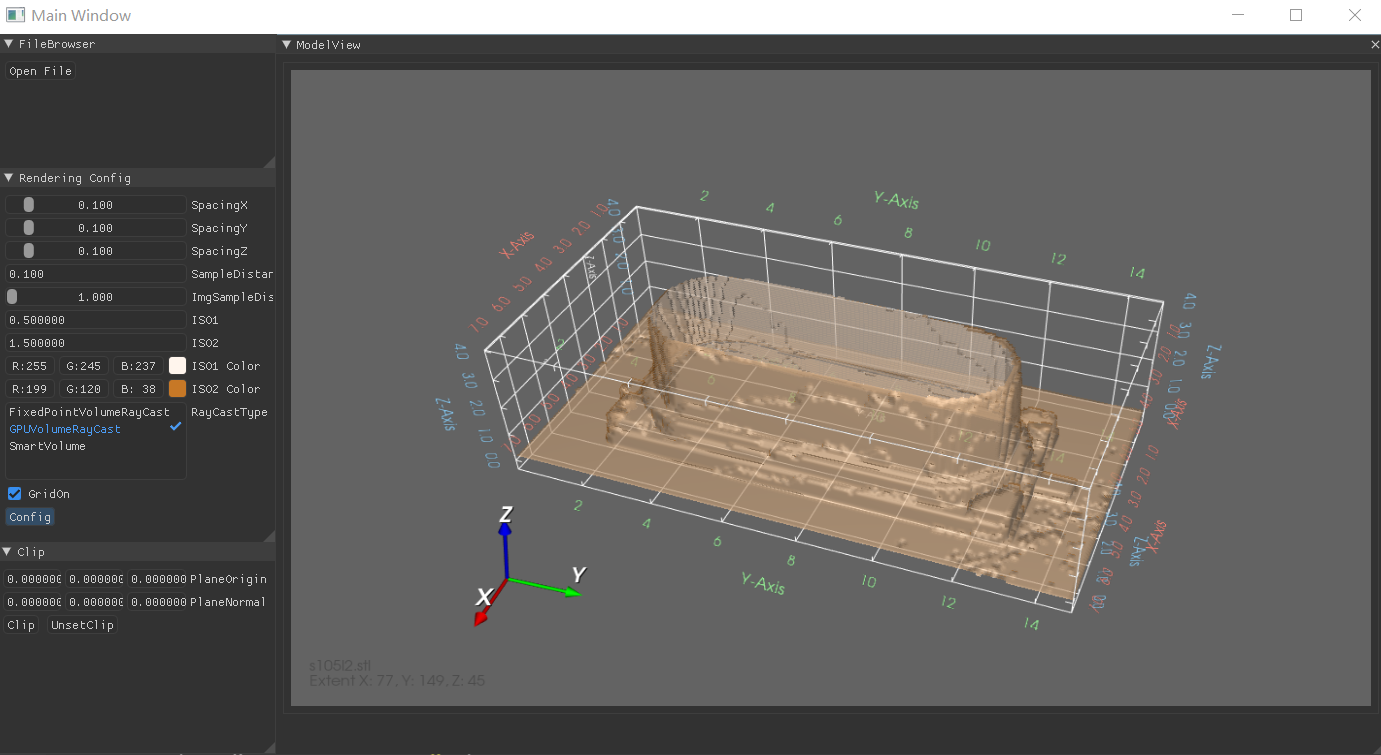 Main Window
FileBrowser
Open File
Rendering Config
0.100 SpacingX
0.100 SpacingY
0.100 SpacingZ
0.100 SampleDistan
1.000 ImgSampleDis
0.500000 ISO1
1.500000 ISO2
R:255 G:245 B:237 ISO1 Color
R:199 G:120 B: 38 ISO2 Color
FixedPointVolumeRayCast RayCastType
GPUVolumeRayCast
SmartVolume
GridOn
Config
Clip
0.000000 0.000000 0.000000 PlaneOrigin
0.000000 0.000000 0.000000 PlaneNormal
Clip UnsetClip
ModelView
2 4 6 8 10 12 14
Y-Axis
X-Axis
7.0 6.0 5.0 4.0 3.0 2.0 1.0
Z-Axis
4.0 3.0 2.0 1.0 0.0
Z-Axis
4.0 3.0 2.0 1.0
Z-Axis
X-Axis
2 4 6 8 10 12 14
Y-Axis
Z-Axis
X-Axis
Z
Y
X
s105l2.stl
Extent X: 77, Y: 149, Z: 45